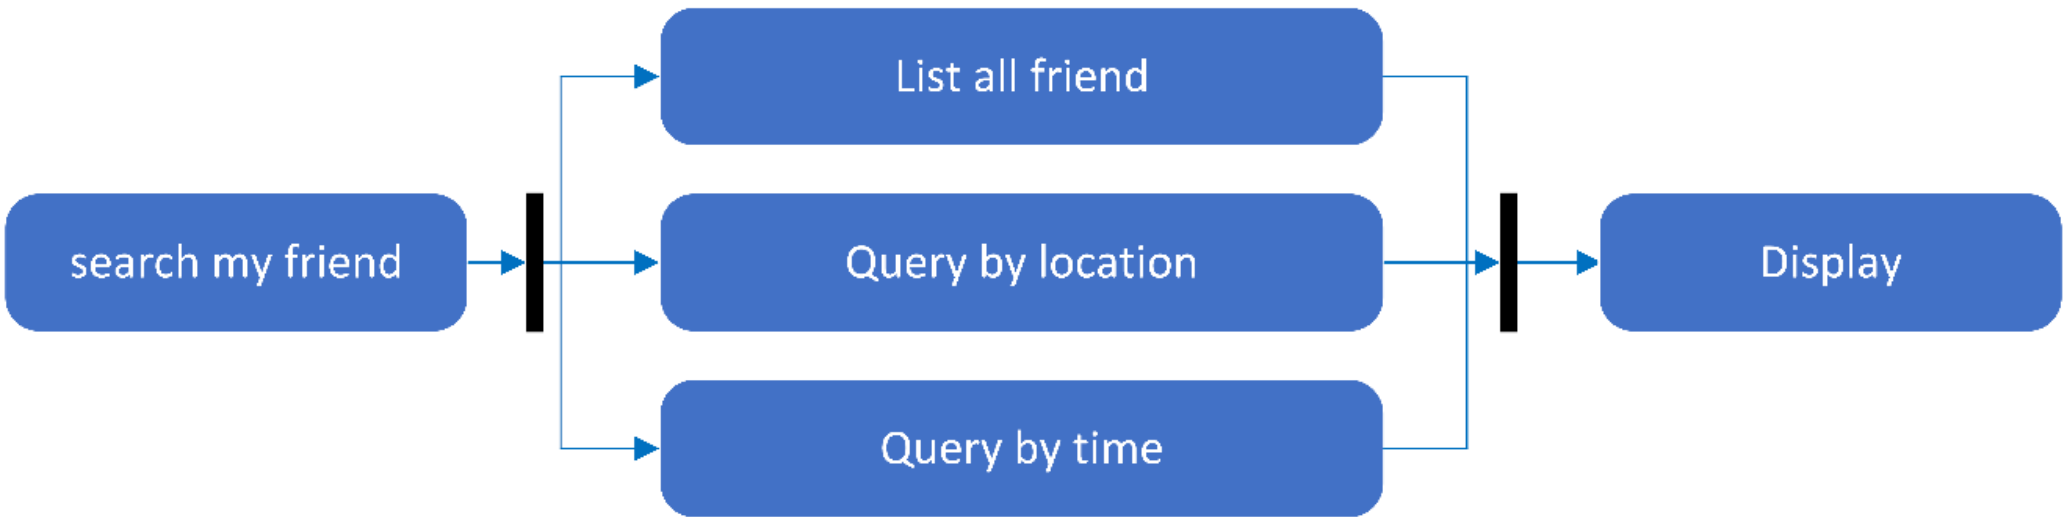 List all friend
search my friend
Query by location
Display
Query by time